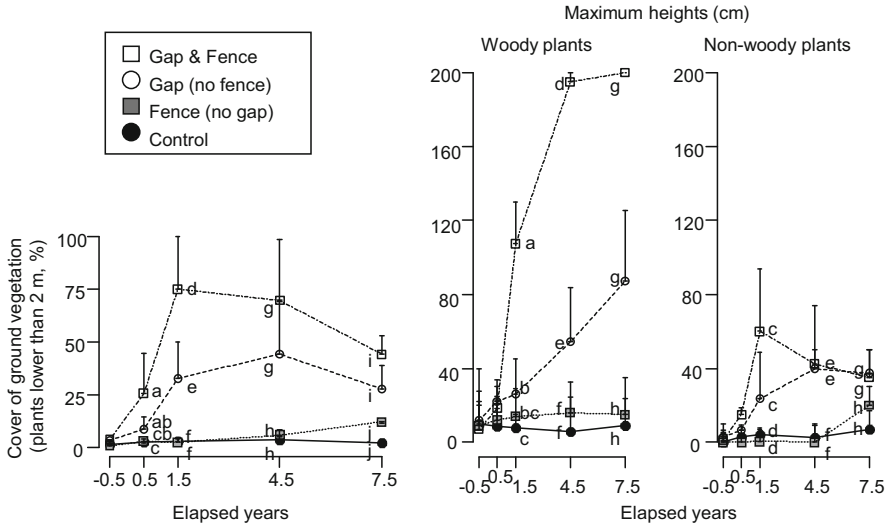 Maximum heights (cm)
Woody plants
Non-woody plants
Gap & Fence
Gap (no fence)
Fence (no gap)
Control
Cover of ground vegetation
(plants lower than 2 m, %)
100
75
50
25
0
a
ab
cb
c
d
e
f
f
g
g
h
h
i
i
j
-0.5 0.5 1.5 4.5 7.5
Elapsed years
200
160
120
80
40
0
a
b
bc
c
d
e
f
f
g
g
h
h
-0.5 0.5 1.5 4.5 7.5
200
160
120
80
40
0
c
c
d
d
e
e
f
f
g
g
h
h
-0.5 0.5 1.5 4.5 7.5
Elapsed years